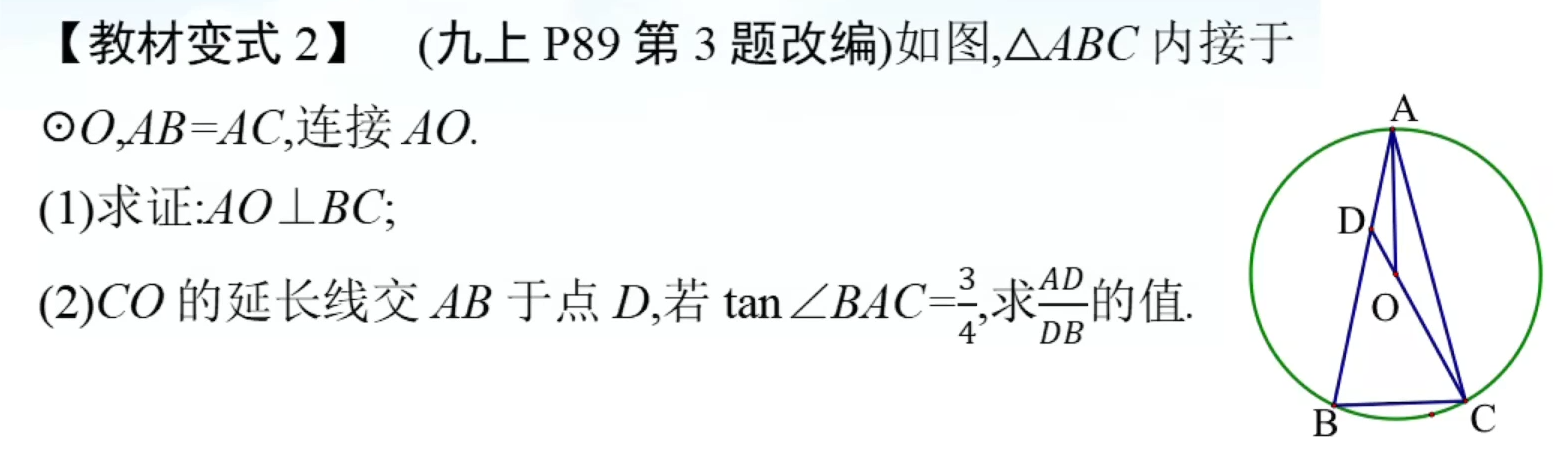 【教材变式 2】 (九上 P89 第 3 题改编)如图,△ABC 内接于
⊙O,AB=AC,连接 AO.
(1)求证:AO⊥BC;
(2)CO 的延长线交 AB 于点 D,若 tan∠BAC=3/4,求AD/DB的值.
A
D
O
B
C